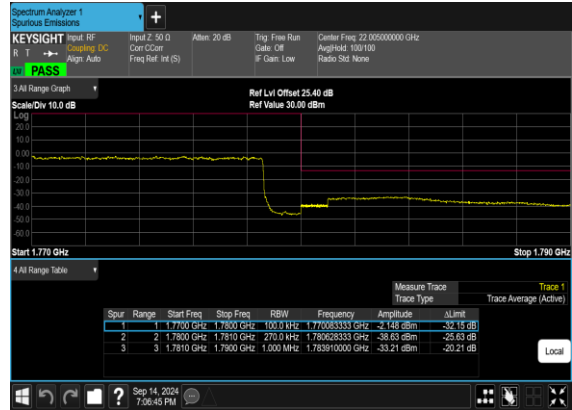 Spectrum Analyzer 1
Spurious Emissions
KEYSIGHT Input: RF Input Z: 50 Ω Atten: 20 dB Trig: Free Run Center Freq: 22.005000000 GHz
R T Coupling: DC Corr CCorr Gate: Off Avg|Hold: 100/100
Align: Auto Freq Ref: Int (S) IF Gain: Low Radio Std: None
PASS
3 All Range Graph Ref Lvl Offset 25.40 dB
Scale/Div 10.0 dB Ref Value 30.00 dBm
Log
20.0
10.0
0.00
-10.0
-20.0
-30.0
-40.0
-50.0
-60.0
Start 1.770 GHz Stop 1.790 GHz
4 All Range Table
Measure Trace Trace 1
Trace Type Trace Average (Active)
Spur Range Start Freq Stop Freq RBW Frequency Amplitude ΔLimit
1 1 1.7700 GHz 1.7800 GHz 100.0 kHz 1.770083333 GHz -2.148 dBm -32.15 dB
2 2 1.7800 GHz 1.7810 GHz 270.0 kHz 1.780628333 GHz -38.63 dBm -25.63 dB
3 3 1.7810 GHz 1.7900 GHz 1.000 MHz 1.783910000 GHz -33.21 dBm -20.21 dB
Local
? Sep 14, 2024
7:06:45 PM